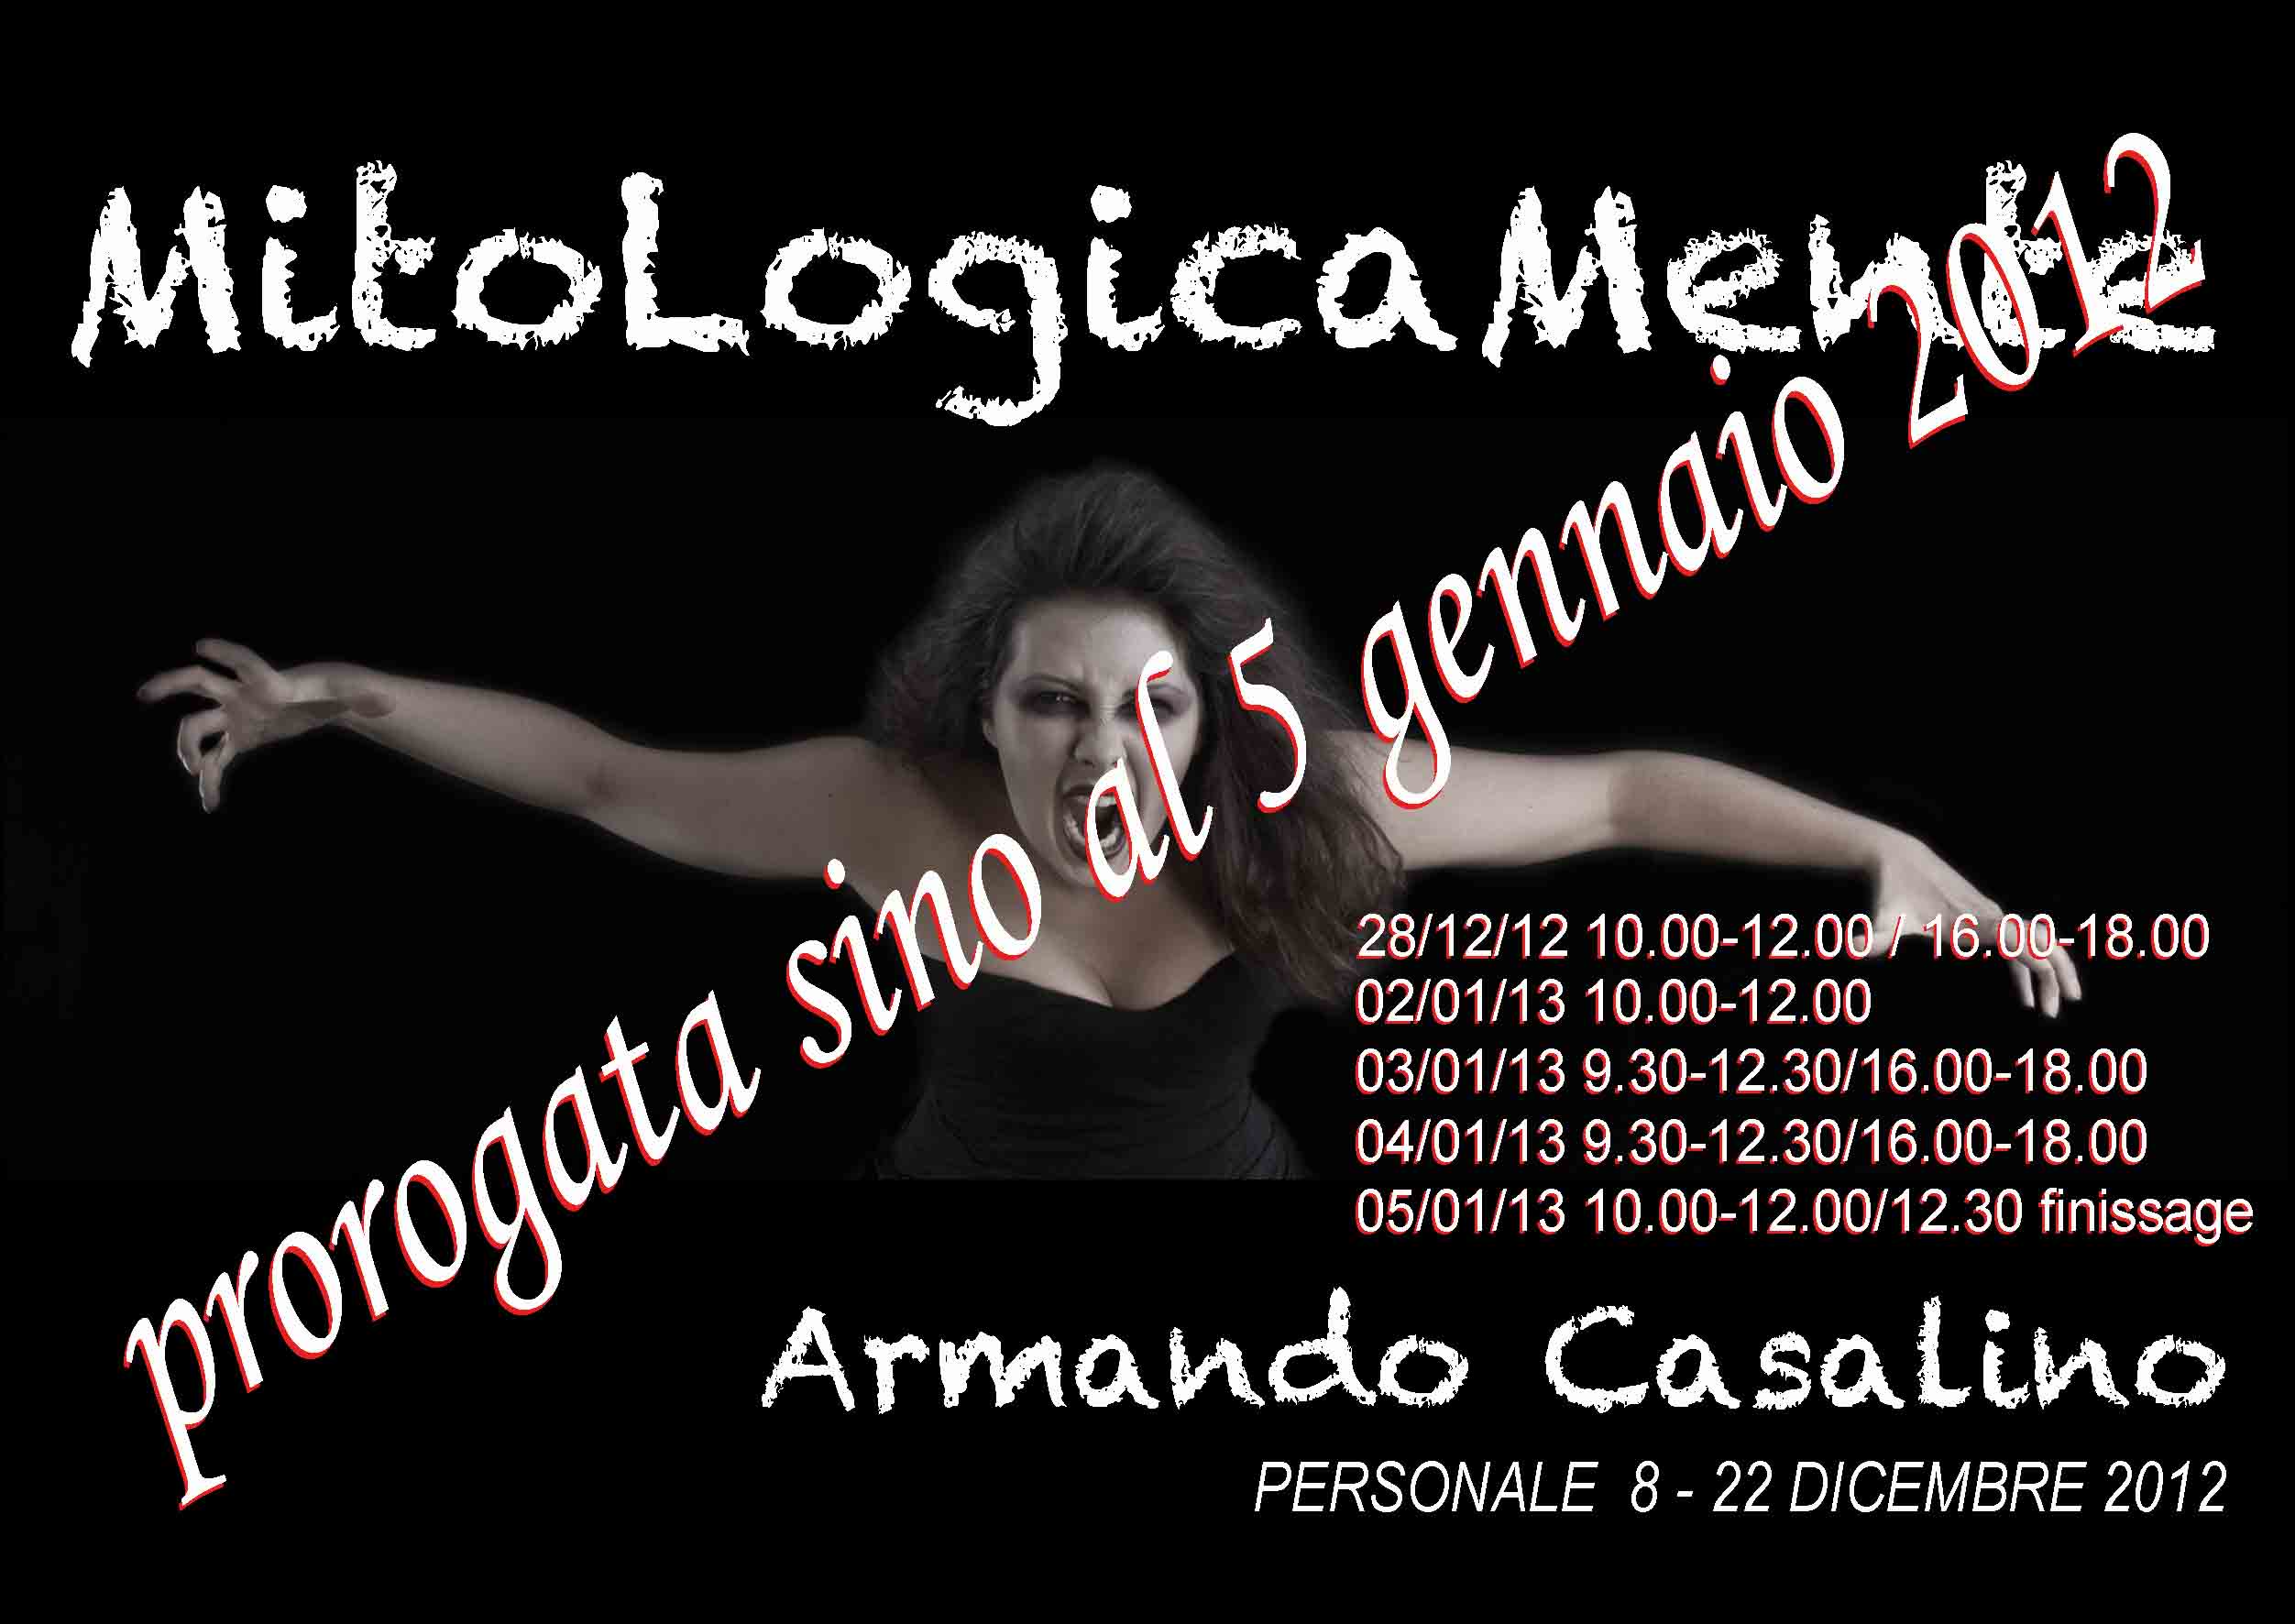 MitoLogicaMente
prorogata sino al 5 gennaio 2012
28/12/12 10.00-12.00 / 16.00-18.00
02/01/13 10.00-12.00
03/01/13 9.30-12.30/16.00-18.00
04/01/13 9.30-12.30/16.00-18.00
05/01/13 10.00-12.00/12.30 finissage
Armando Casalino
PERSONALE 8 - 22 DICEMBRE 2012